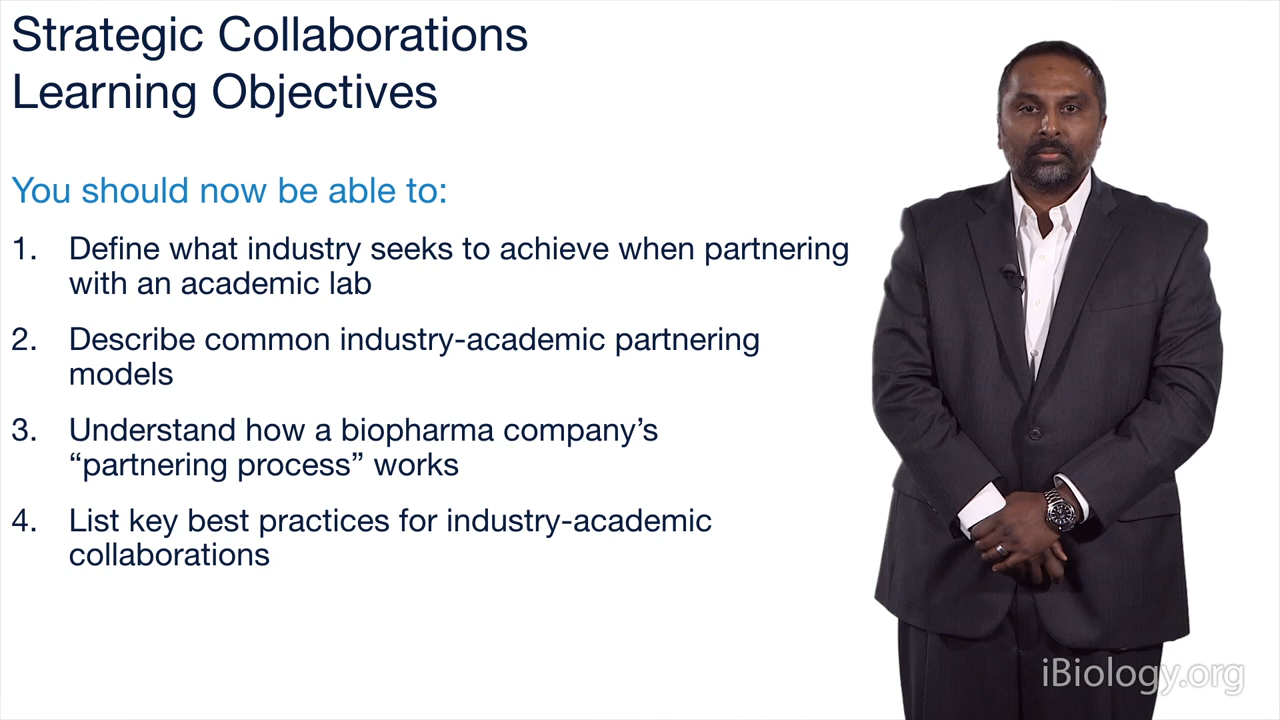 Strategic Collaborations
Learning Objectives
You should now be able to:
1. Define what industry seeks to achieve when partnering
with an academic lab
2. Describe common industry-academic partnering
models
3. Understand how a biopharma company’s
“partnering process” works
4. List key best practices for industry-academic
collaborations
iBiology.org